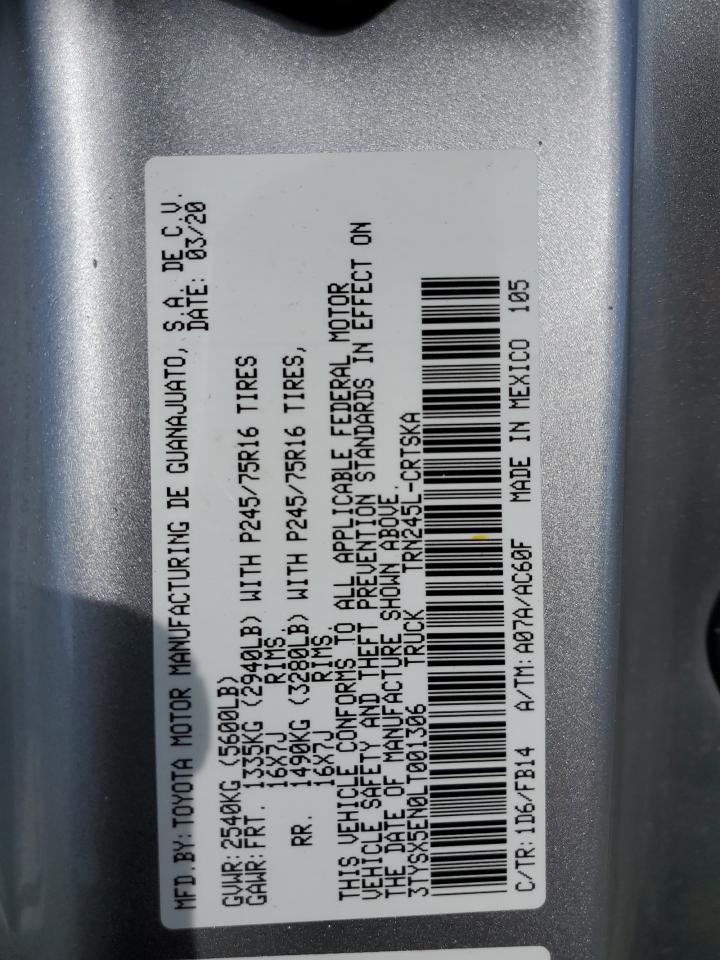 MFD.BY:TOYOTA MOTOR MANUFACTURING DE GUANAJUATO, S.A. DE C.V.
DATE: 03/20
GVWR:2540KG (5600LB)
GAWR:FRT. 1335KG (2940LB) WITH P245/75R16 TIRES
16X7J RIMS.
RR. 1490KG (3280LB) WITH P245/75R16 TIRES,
16X7J RIMS.
THIS VEHICLE CONFORMS TO ALL APPLICABLE FEDERAL MOTOR
VEHICLE SAFETY AND THEFT PREVENTION STANDARDS IN EFFECT ON
THE DATE OF MANUFACTURE SHOWN ABOVE.
3TYSX5EN0LT001306 TRUCK TRN245L-CRTSKA
C/TR:1D6/FB14 A/TM:A07A/AC60F MADE IN MEXICO 105